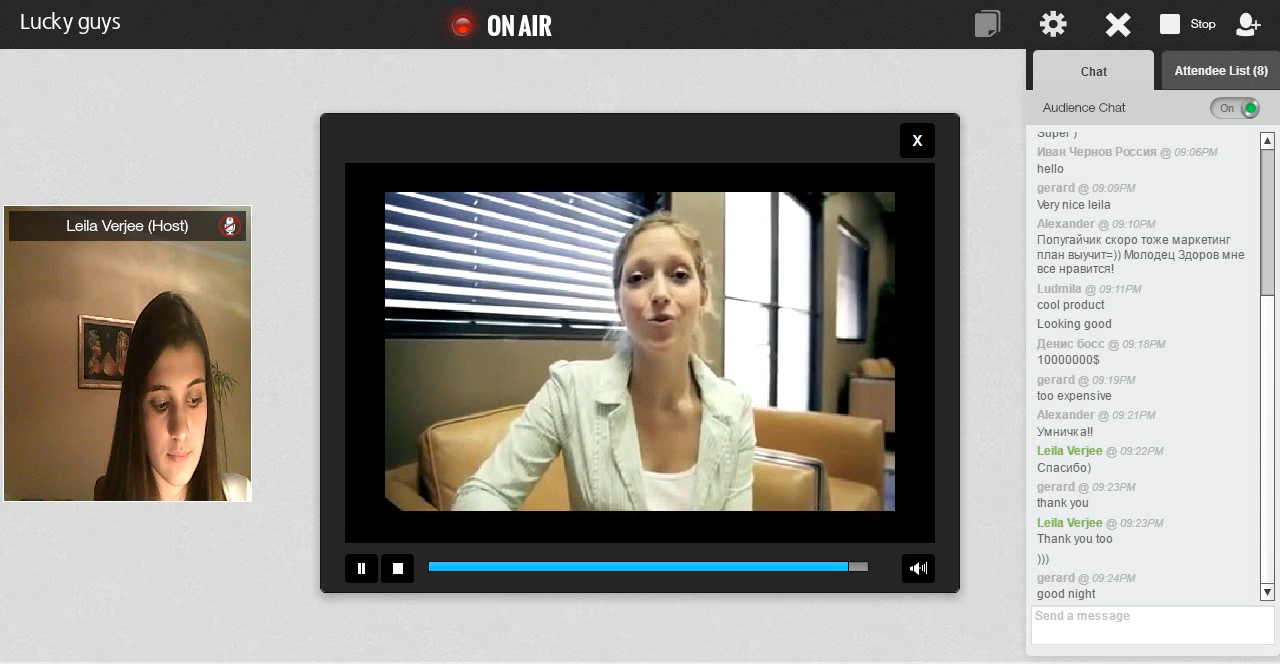 Lucky guys
ON AIR
Stop
Chat
Attendee List (8)
Audience Chat
On
Super )
Иван Чернов Россия @ 09:06PM
hello
gerard @ 09:09PM
Very nice leila
Alexander @ 09:10PM
Попугайчик скоро тоже маркетинг
план выучит=)) Молодец Здоров мне
все нравится!
Ludmila @ 09:11PM
cool product
Looking good
Денис босс @ 09:18PM
10000000$
gerard @ 09:19PM
too expensive
Alexander @ 09:21PM
Умничка!!
Leila Verjee @ 09:22PM
Спасибо)
gerard @ 09:23PM
thank you
Leila Verjee @ 09:23PM
Thank you too
)))
gerard @ 09:24PM
good night
Send a message
Leila Verjee (Host)
X